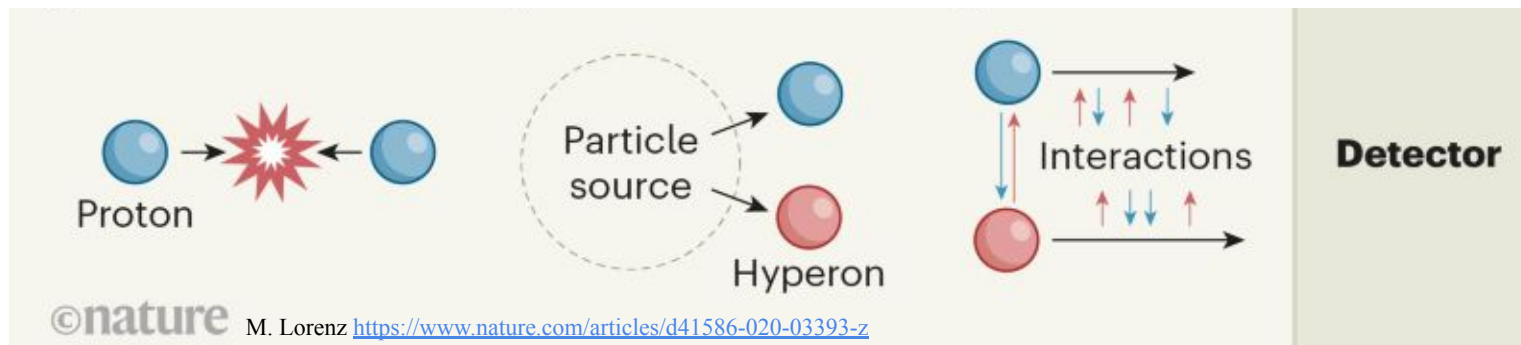 Proton
Particle
source
Hyperon
Interactions
Detector
©nature M. Lorenz https://www.nature.com/articles/d41586-020-03393-z